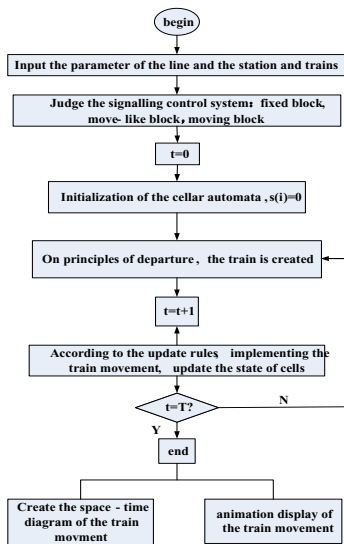 begin
Input the parameter of the line and the station and trains
Judge the signalling control system: fixed block,
move- like block, moving block
t=0
Initialization of the cellar automata , s(i)=0
On principles of departure , the train is created
t=t+1
According to the update rules, implementing the
train movement, update the state of cells
t=T?
N
Y
end
Create the space - time
diagram of the train
movment
animation display of
the train movement